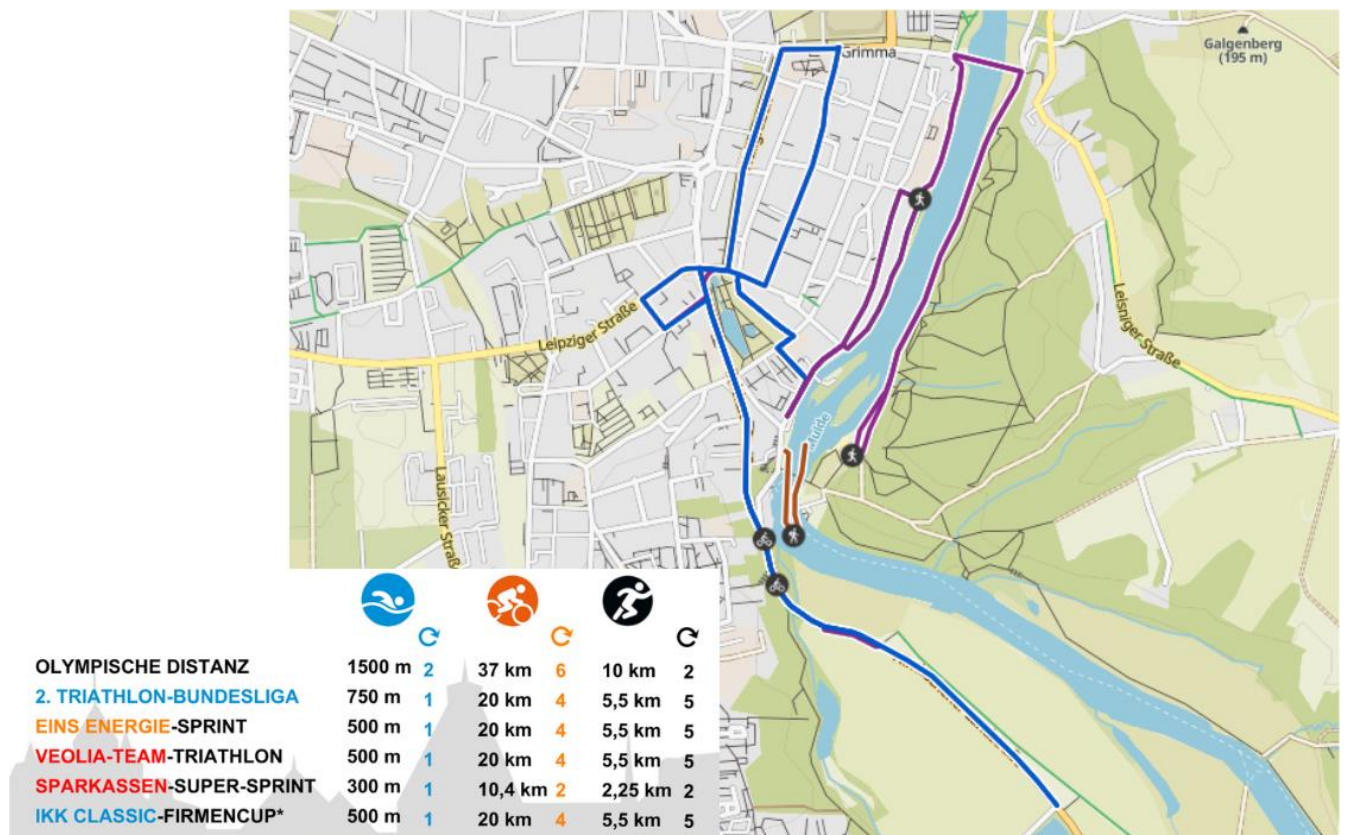 Grimma
Galgenberg
(195 m)
Leipziger Straße
Leisniger Straße
Mulde
Lausicker Straße
OLYMPISCHE DISTANZ 1500 m 2 37 km 6 10 km 2
2. TRIATHLON-BUNDESLIGA 750 m 1 20 km 4 5,5 km 5
EINS ENERGIE-SPRINT 500 m 1 20 km 4 5,5 km 5
VEOLIA-TEAM-TRIATHLON 500 m 1 20 km 4 5,5 km 5
SPARKASSEN-SUPER-SPRINT 300 m 1 10,4 km 2 2,25 km 2
IKK CLASSIC-FIRMENCUP* 500 m 1 20 km 4 5,5 km 5